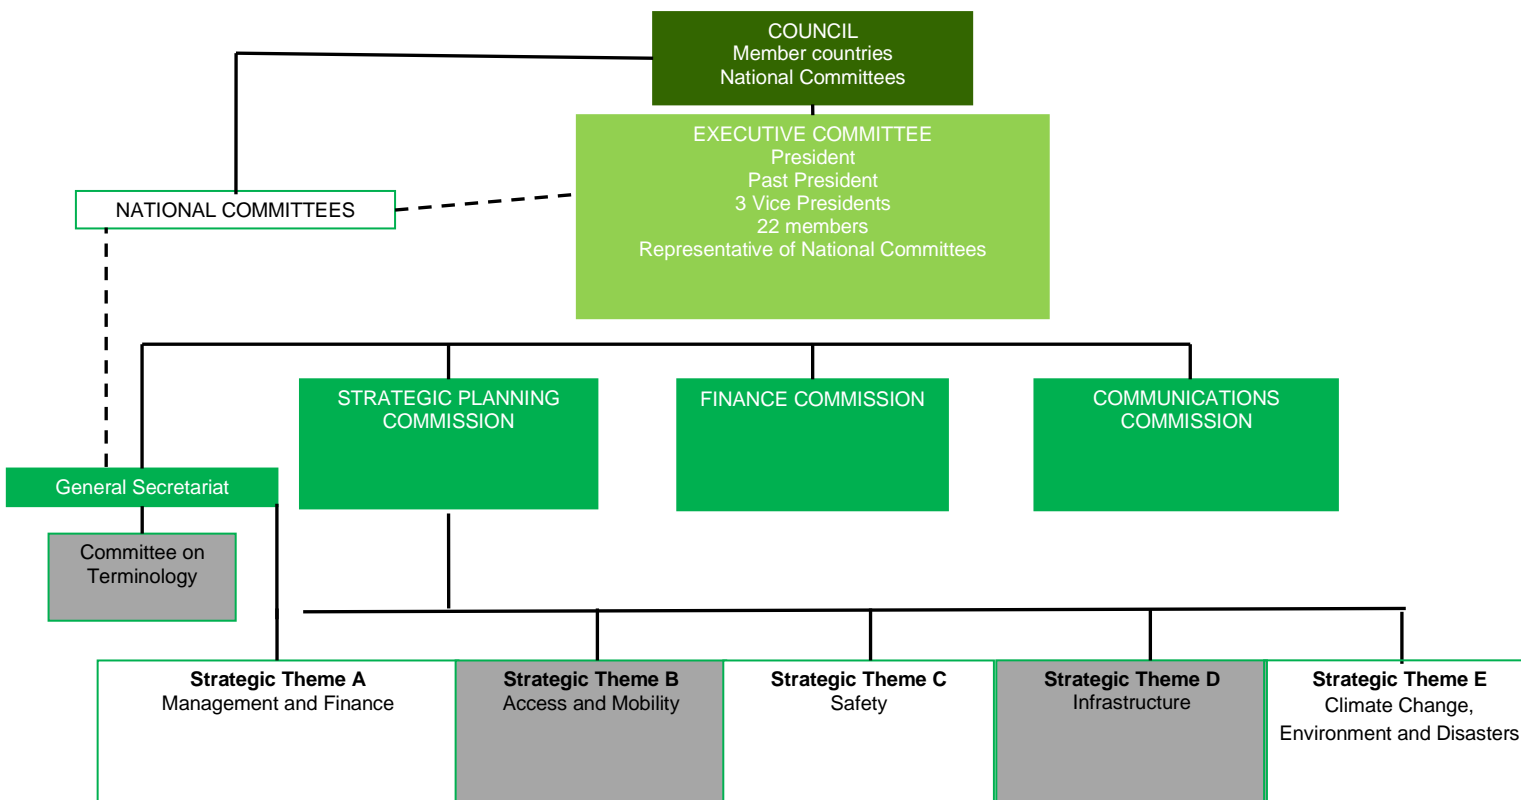 COUNCIL
Member countries
National Committees
EXECUTIVE COMMITTEE
President
Past President
3 Vice Presidents
22 members
Representative of National Committees
NATIONAL COMMITTEES
STRATEGIC PLANNING
COMMISSION
FINANCE COMMISSION
COMMUNICATIONS
COMMISSION
General Secretariat
Committee on
Terminology
Strategic Theme A
Management and Finance
Strategic Theme B
Access and Mobility
Strategic Theme C
Safety
Strategic Theme D
Infrastructure
Strategic Theme E
Climate Change,
Environment and Disasters